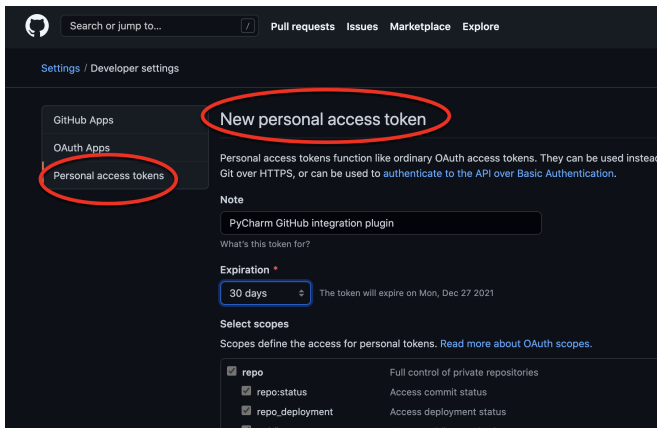 Search or jump to... /
Pull requests Issues Marketplace Explore
Settings / Developer settings
GitHub Apps
OAuth Apps
Personal access tokens
New personal access token
Personal access tokens function like ordinary OAuth access tokens. They can be used instead
Git over HTTPS, or can be used to authenticate to the API over Basic Authentication.
Note
PyCharm GitHub integration plugin
What's this token for?
Expiration *
30 days The token will expire on Mon, Dec 27 2021
Select scopes
Scopes define the access for personal tokens. Read more about OAuth scopes.
repo Full control of private repositories
repo:status Access commit status
repo_deployment Access deployment status